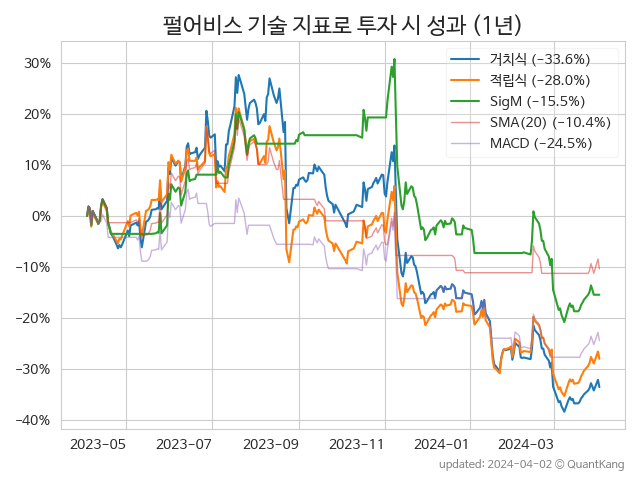 펄어비스 기술 지표로 투자 시 성과 (1년)
거치식 (−33.6%)
적립식 (−28.0%)
SigM (−15.5%)
SMA(20) (−10.4%)
MACD (−24.5%)
30%
20%
10%
0%
−10%
−20%
−30%
−40%
2023-05 2023-07 2023-09 2023-11 2024-01 2024-03
updated: 2024-04-02 © QuantKang